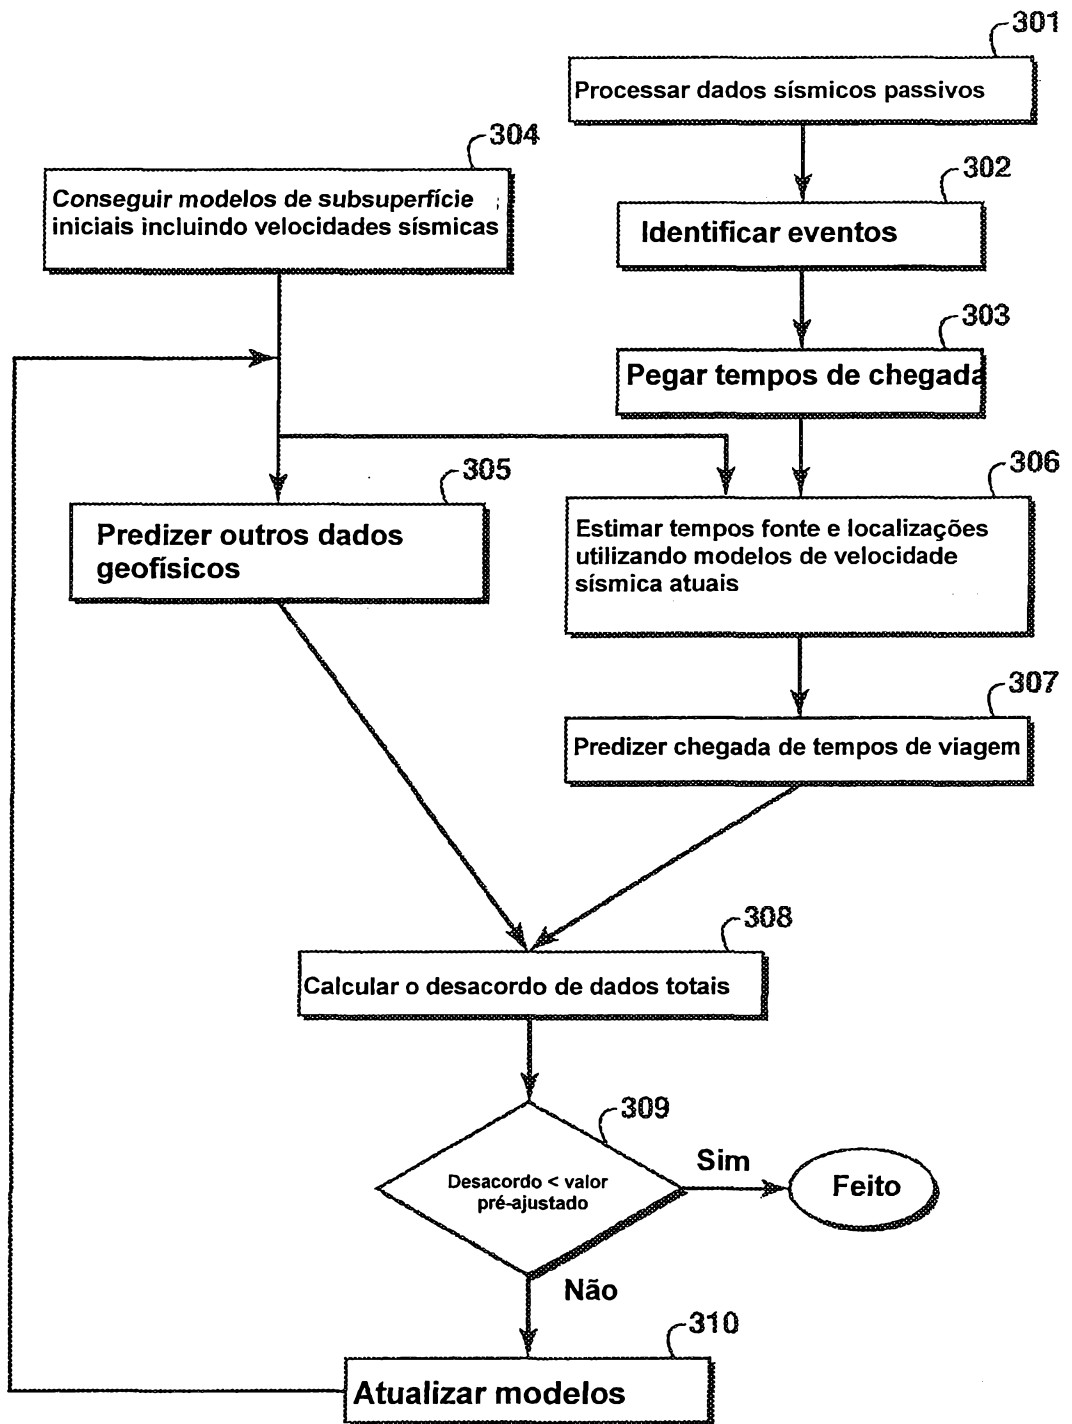 301
Processar dados sísmicos passivos
304
Conseguir modelos de subsuperfície
iniciais incluindo velocidades sísmicas
302
Identificar eventos
303
Pegar tempos de chegada
305
Predizer outros dados
geofísicos
306
Estimar tempos fonte e localizações
utilizando modelos de velocidade
sísmica atuais
307
Predizer chegada de tempos de viagem
308
Calcular o desacordo de dados totais
309
Desacordo < valor
pré-ajustado
Sim
Feito
Não
310
Atualizar modelos